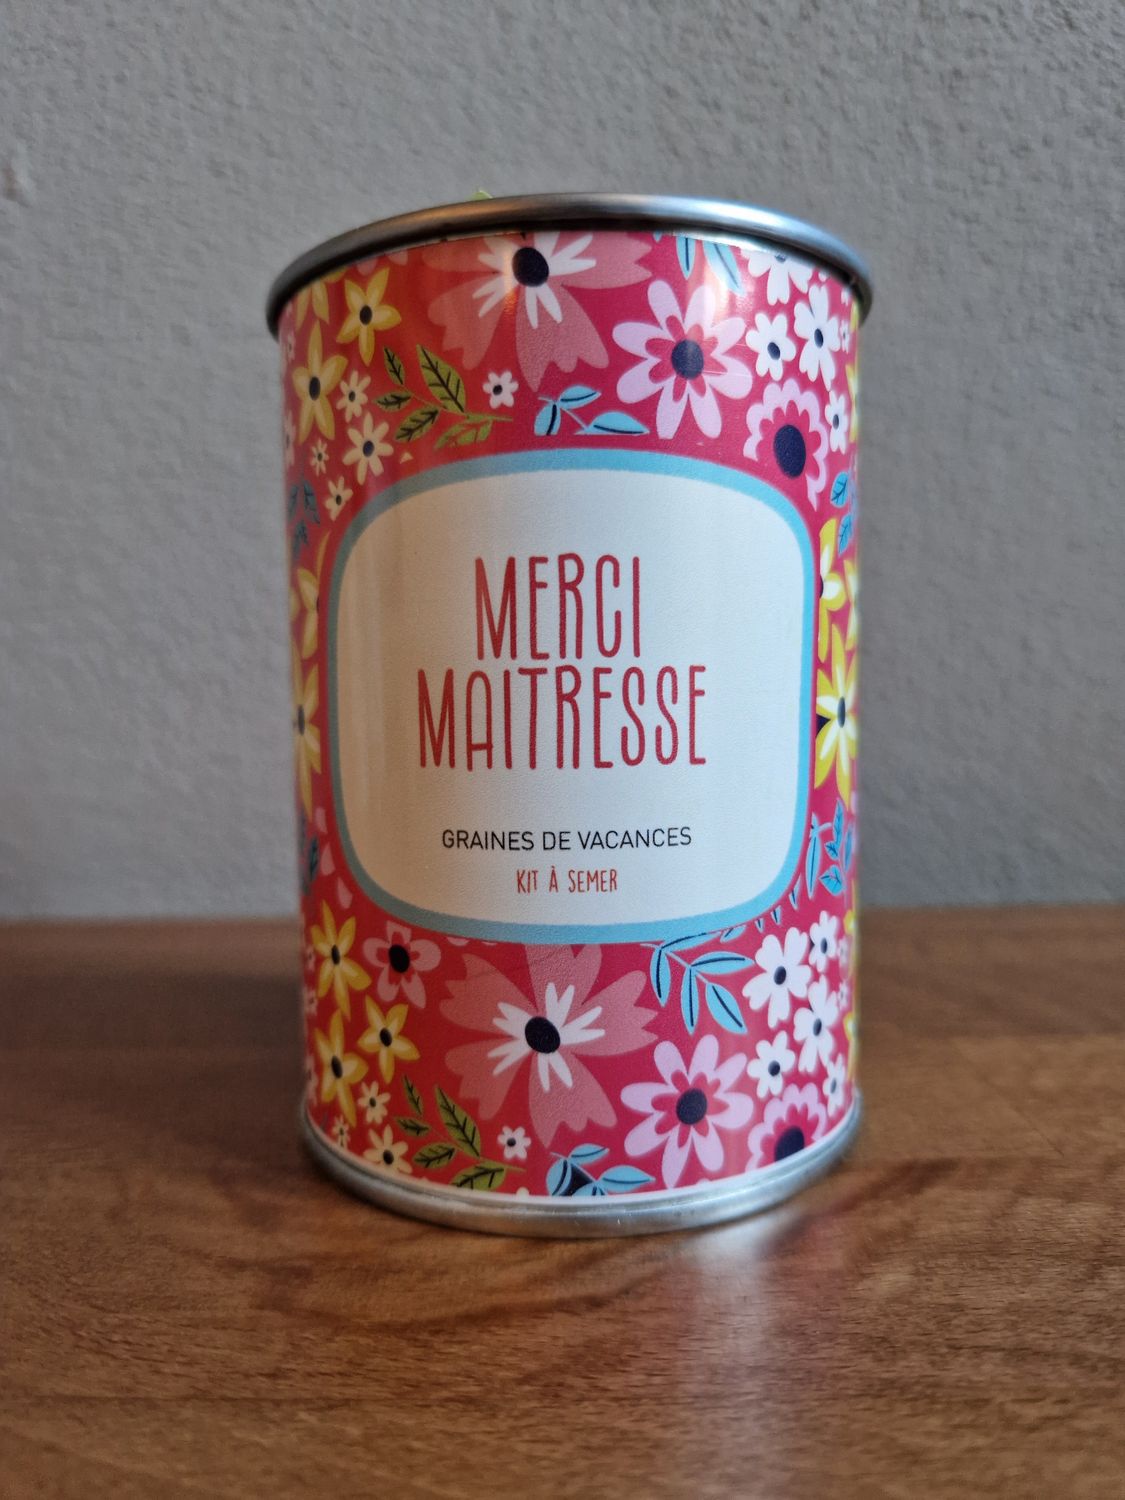 MERCI
MAITRESSE
GRAINES DE VACANCES
KIT À SEMER